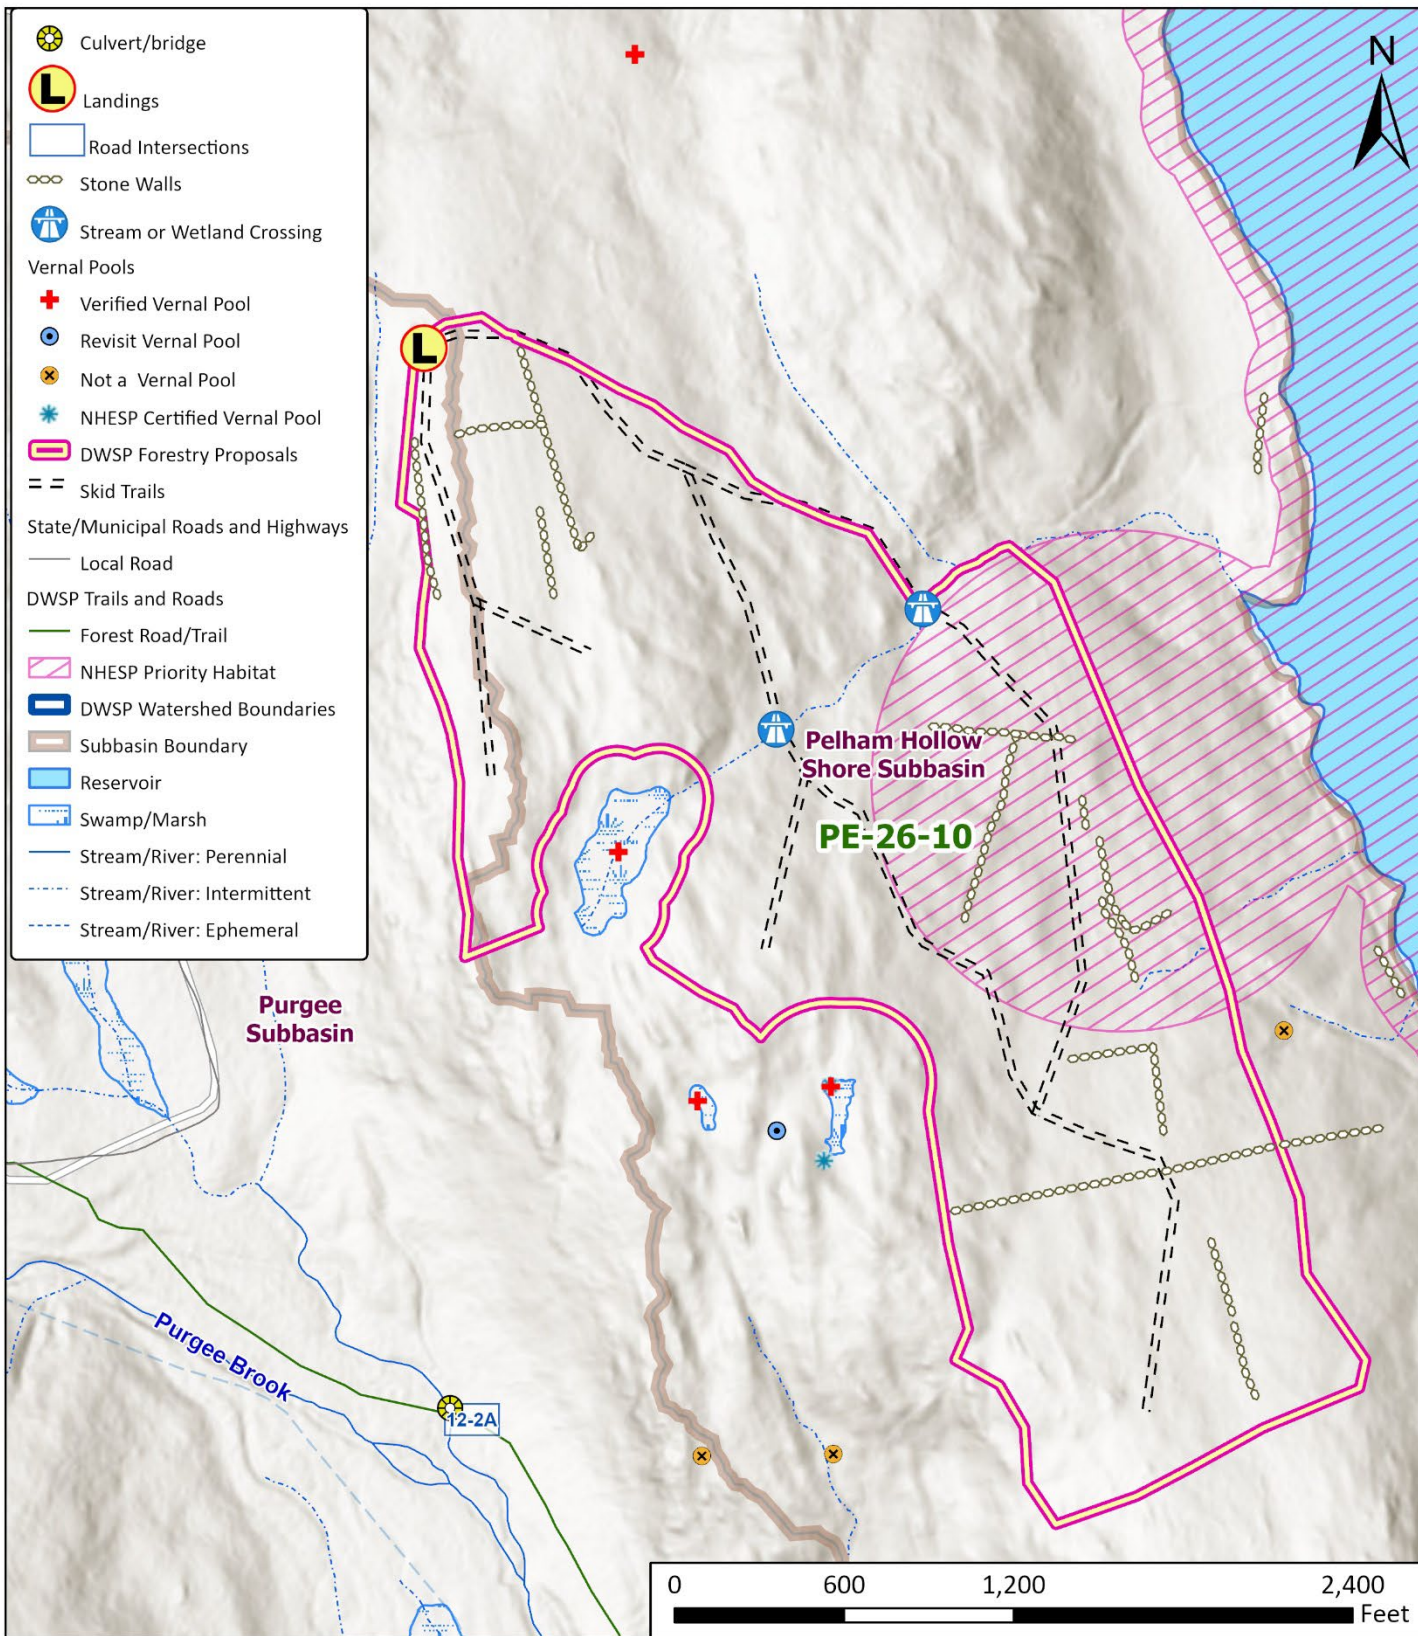 Culvert/bridge
L
Landings
Road Intersections
Stone Walls
Stream or Wetland Crossing
Vernal Pools
Verified Vernal Pool
Revisit Vernal Pool
Not a Vernal Pool
NHESP Certified Vernal Pool
DWSP Forestry Proposals
Skid Trails
State/Municipal Roads and Highways
Local Road
DWSP Trails and Roads
Forest Road/Trail
NHESP Priority Habitat
DWSP Watershed Boundaries
Subbasin Boundary
Reservoir
Swamp/Marsh
Stream/River: Perennial
Stream/River: Intermittent
Stream/River: Ephemeral
N
L
Pelham Hollow
Shore Subbasin
PE-26-10
Purgee
Subbasin
Purgee Brook
12-2A
0 600 1,200 2,400
Feet